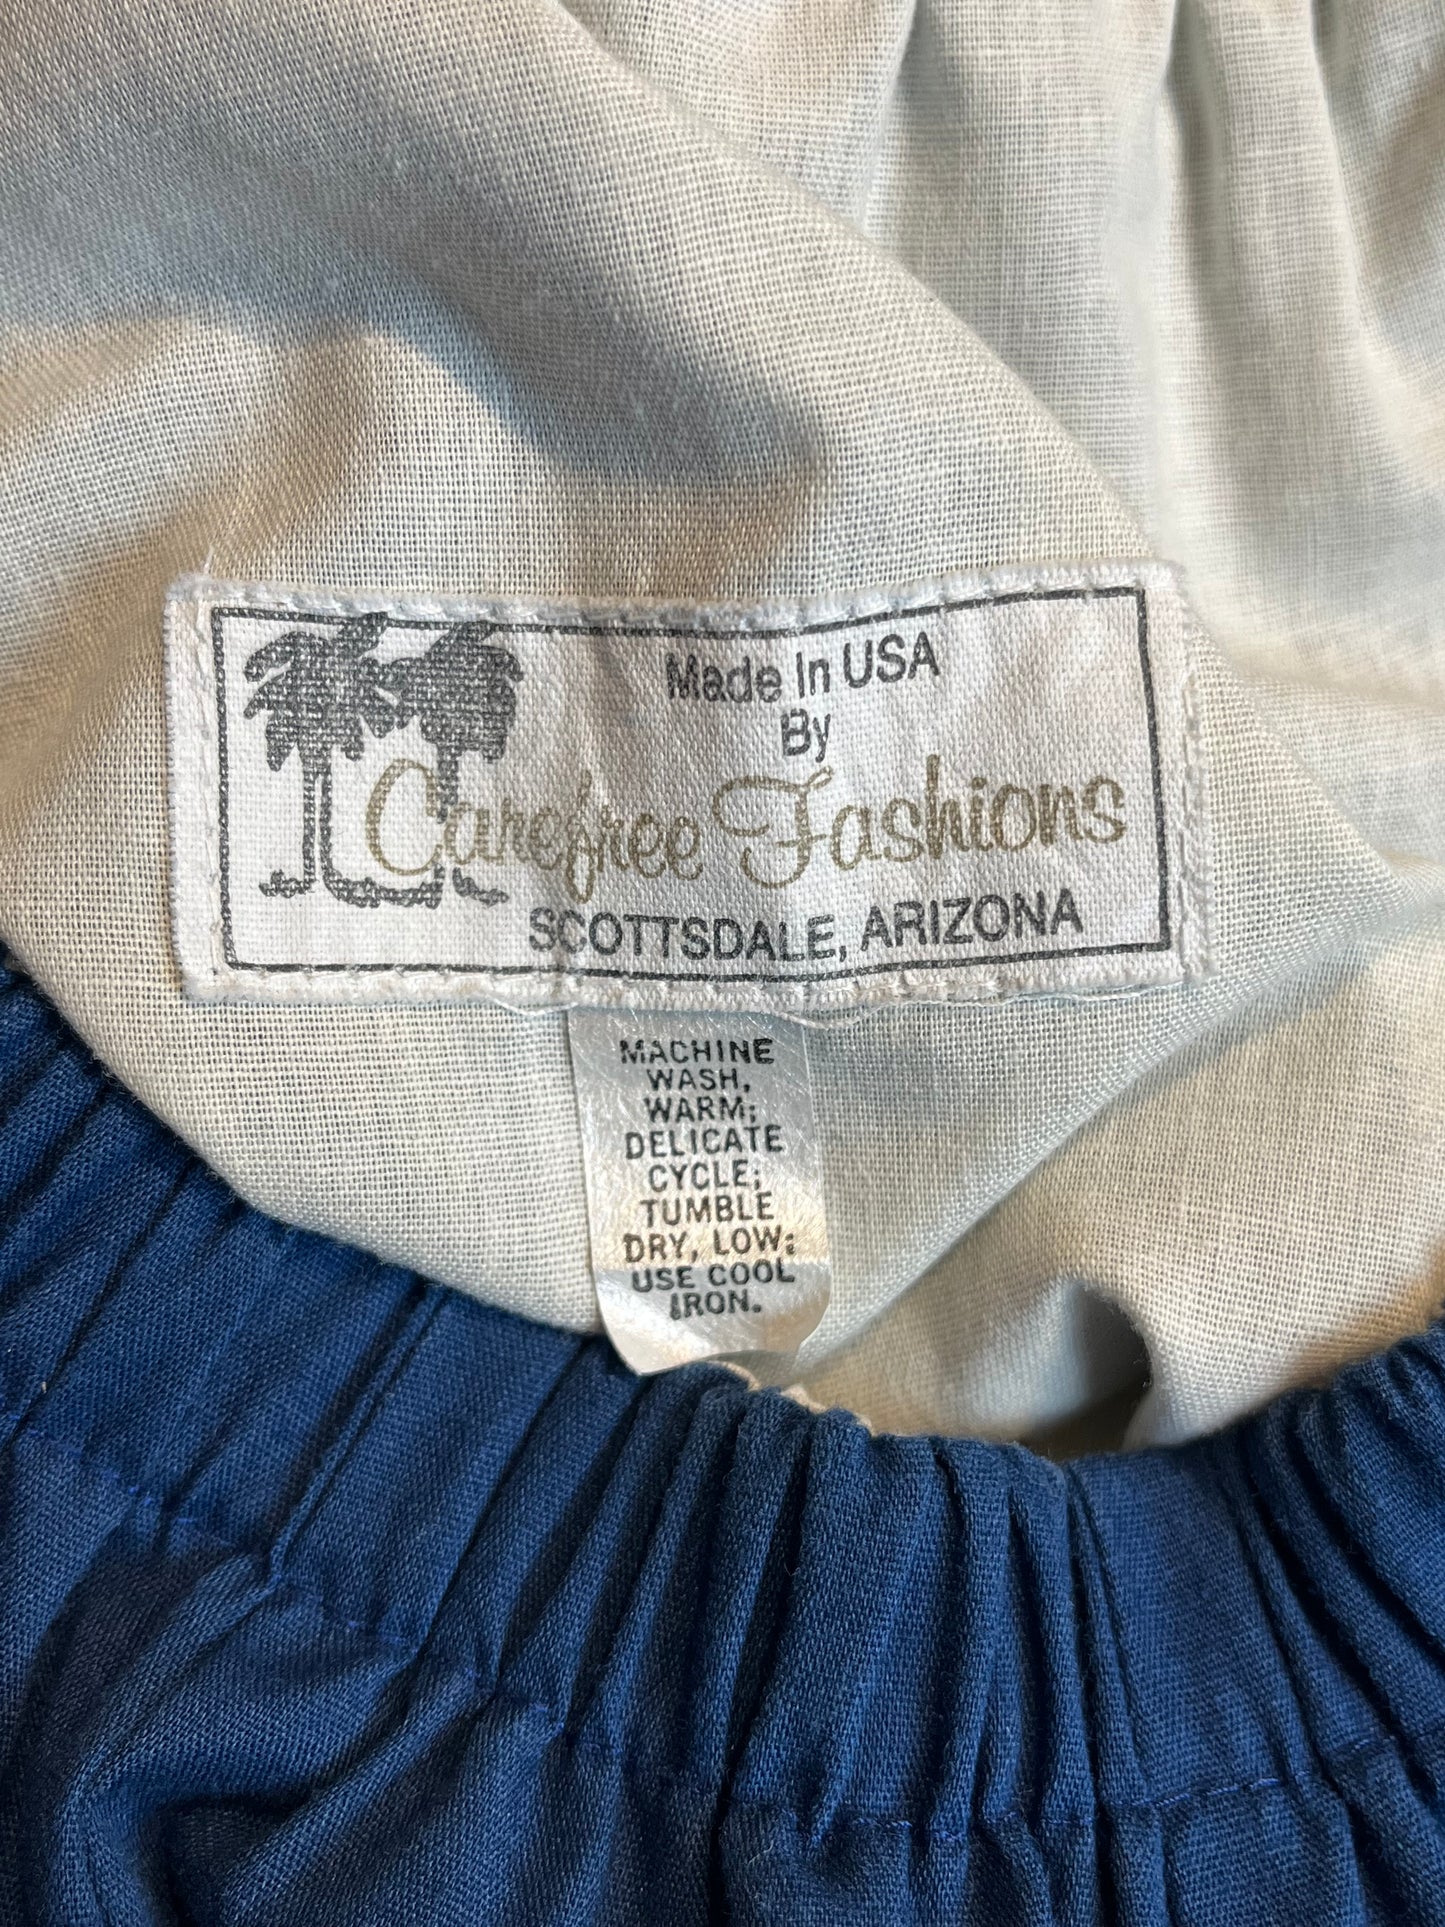 Made In USA
By
Carefree Fashions
SCOTTSDALE, ARIZONA
MACHINE
WASH,
WARM;
DELICATE
CYCLE;
TUMBLE
DRY, LOW;
USE COOL
IRON.